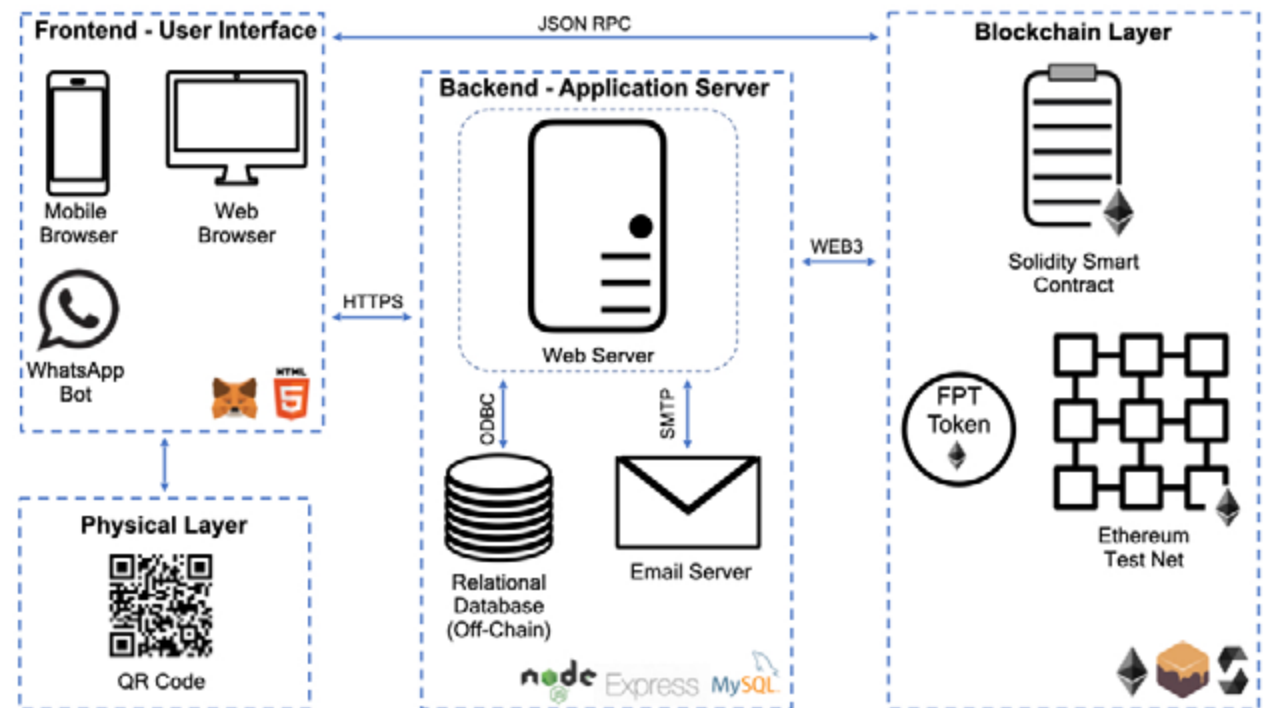 JSON RPC
Frontend - User Interface
Mobile
Browser
Web
Browser
WhatsApp
Bot
HTML
5
HTTPS
Physical Layer
QR Code
Backend - Application Server
Web Server
ODBC
SMTP
Relational
Database
(Off-Chain)
Email Server
node
JS
Express
MySQL
WEB3
Blockchain Layer
Solidity Smart
Contract
FPT
Token
Ethereum
Test Net